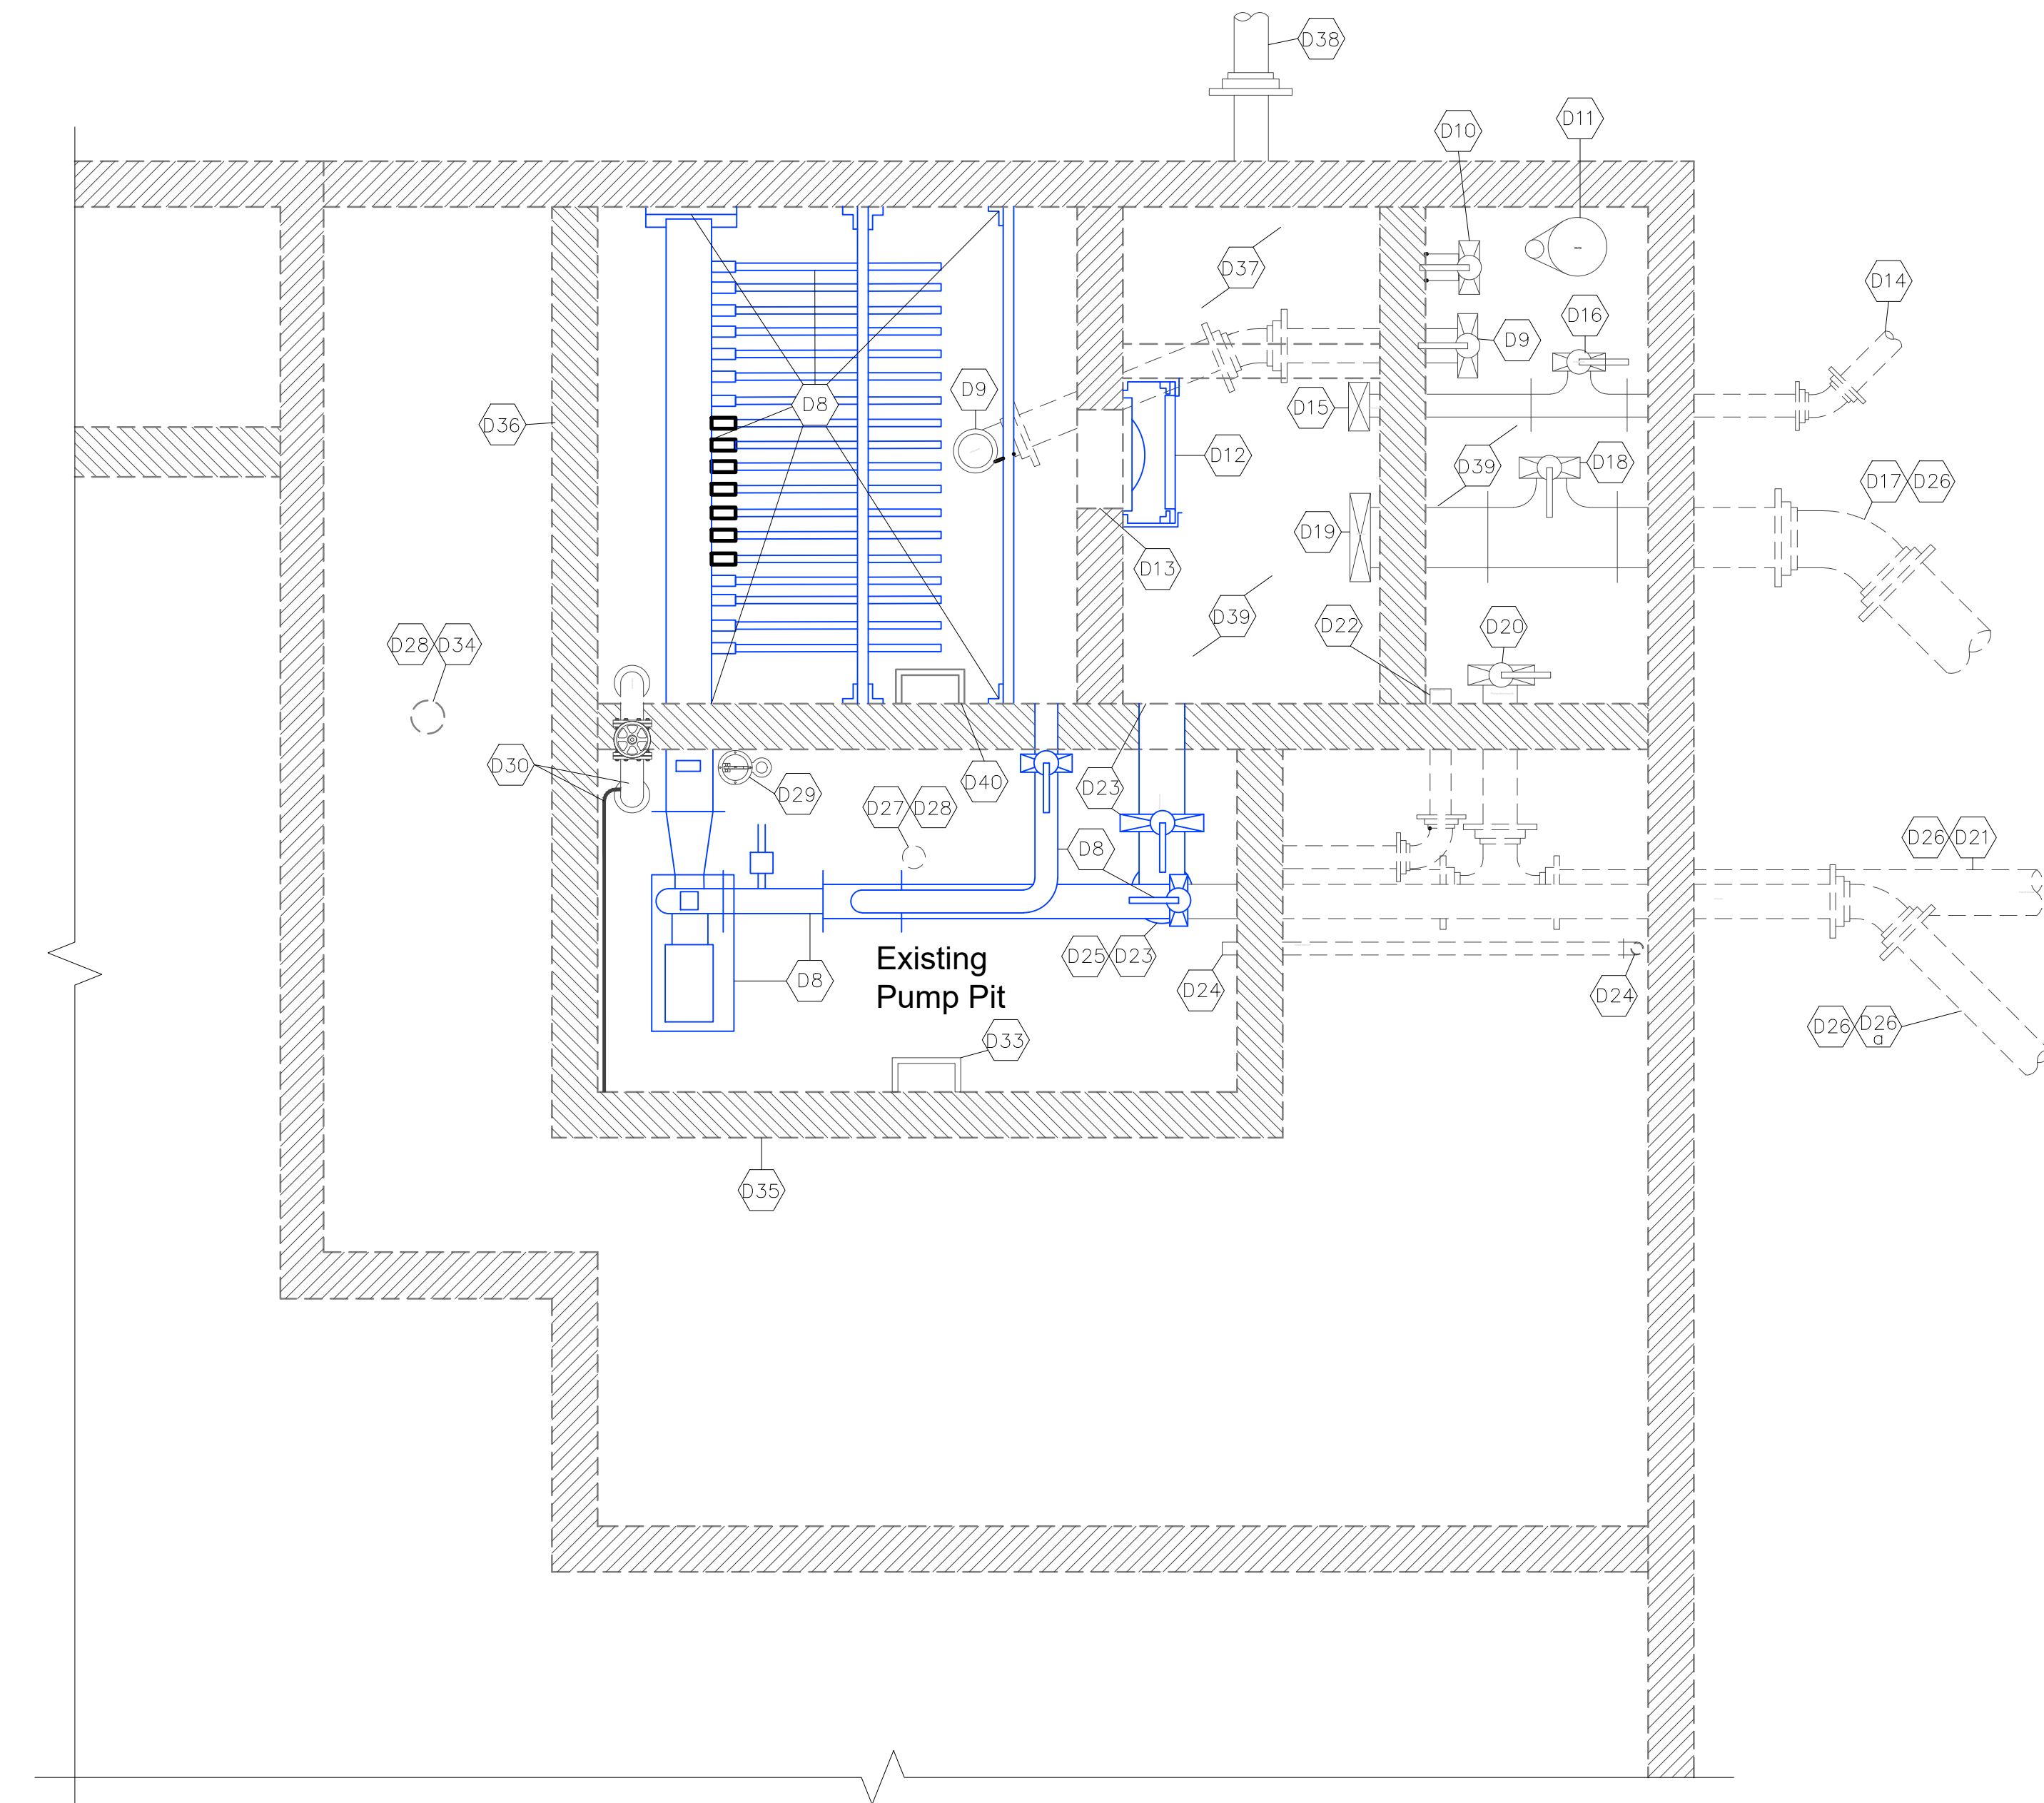 D38
D11
D10
D37
D14
D16
D9
D9
D8
D15
D36
D12
D39
D18
D17 D26
D19
D13
D39
D22
D20
D28 D34
D30
D40
D23
D29
D27 D28
D8
D26 D21
D25 D23
Existing
Pump Pit
D8
D24
D24
D26 D26
a
D33
D35